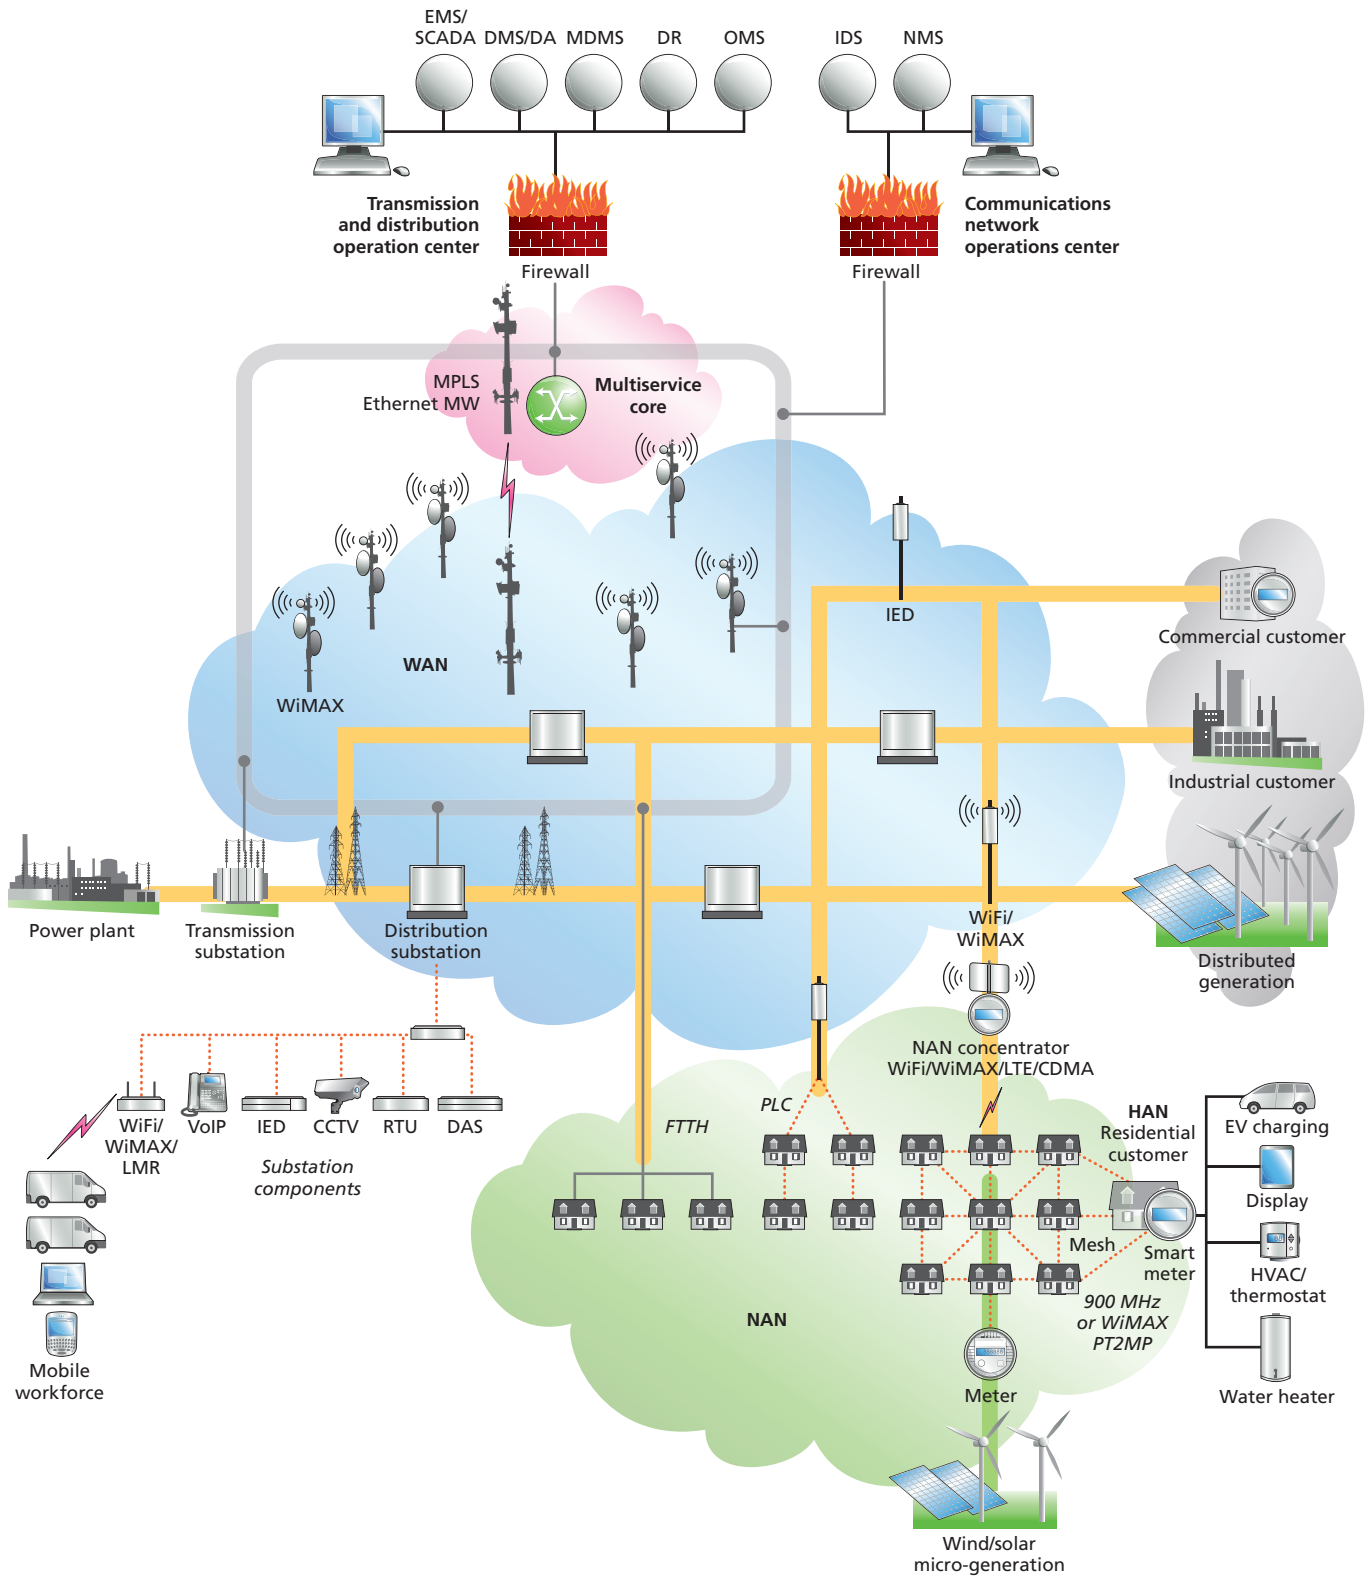 EMS/
SCADA
DMS/DA
MDMS
DR
OMS
IDS
NMS
Transmission
and distribution
operation center
Firewall
Firewall
Communications
network
operations center
MPLS
Ethernet MW
Multiservice
core
IED
Commercial customer
WAN
WiMAX
Industrial customer
WiFi/
WiMAX
Power plant
Transmission
substation
Distribution
substation
Distributed
generation
NAN concentrator
WiFi/WiMAX/LTE/CDMA
PLC
FTTH
HAN
Residential
customer
EV charging
WiFi/
WiMAX/
LMR
VoIP
IED
CCTV
RTU
DAS
Substation
components
Display
Mesh
Smart
meter
HVAC/
thermostat
900 MHz
or WiMAX
PT2MP
NAN
Mobile
workforce
Meter
Water heater
Wind/solar
micro-generation